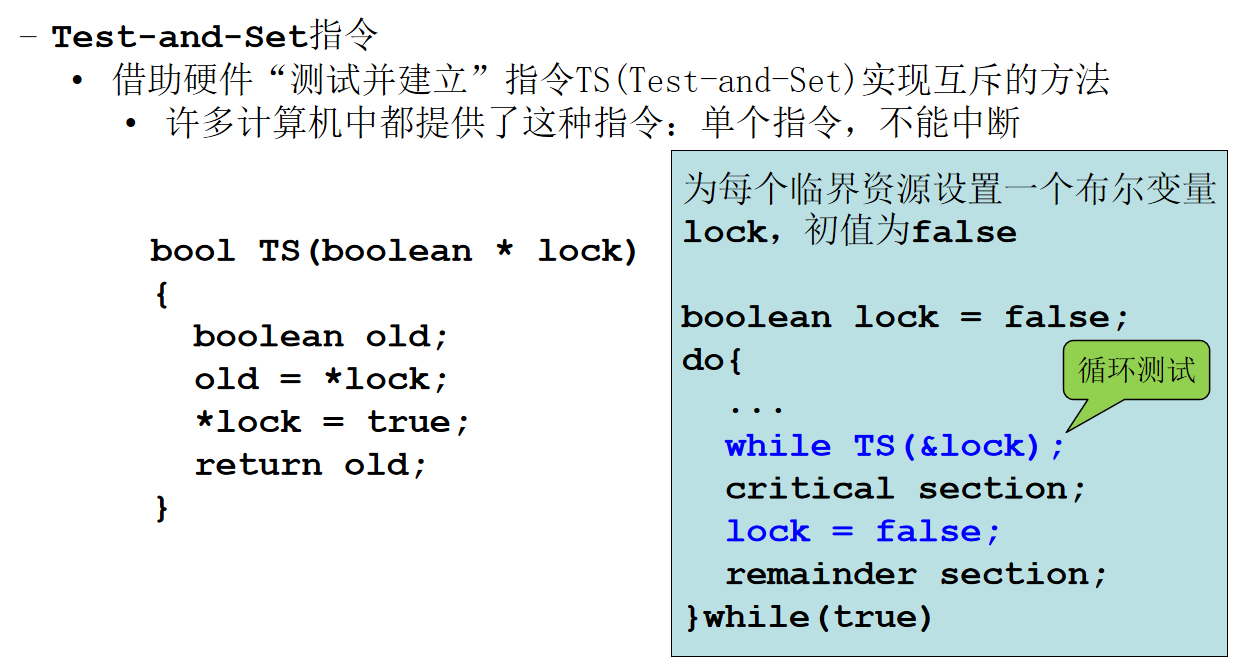 – Test-and-Set指令
• 借助硬件“测试并建立”指令TS(Test-and-Set)实现互斥的方法
• 许多计算机中都提供了这种指令：单个指令，不能中断
bool TS(boolean * lock)
{
boolean old;
old = *lock;
*lock = true;
return old;
}
为每个临界资源设置一个布尔变量
lock，初值为false
boolean lock = false;
do{
...
while TS(&lock);
循环测试
critical section;
lock = false;
remainder section;
}while(true)